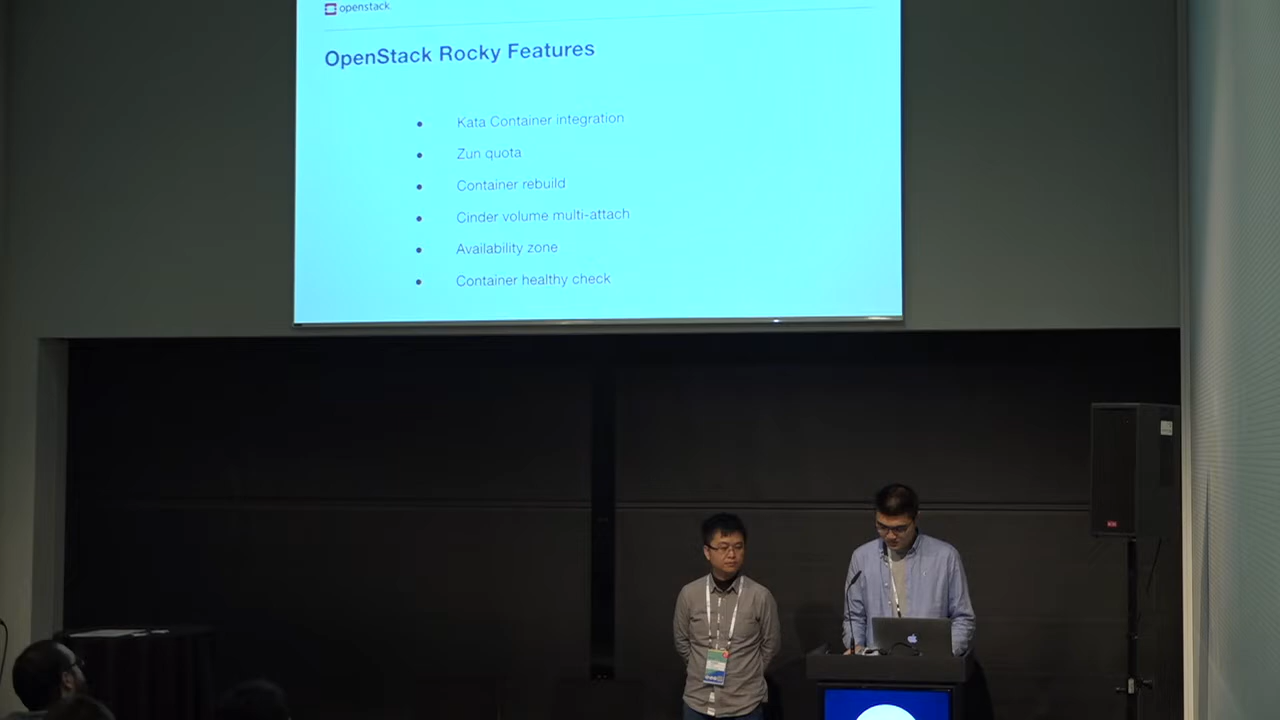 openstack.
OpenStack Rocky Features
• Kata Container integration
• Zun quota
• Container rebuild
• Cinder volume multi-attach
• Availability zone
• Container healthy check